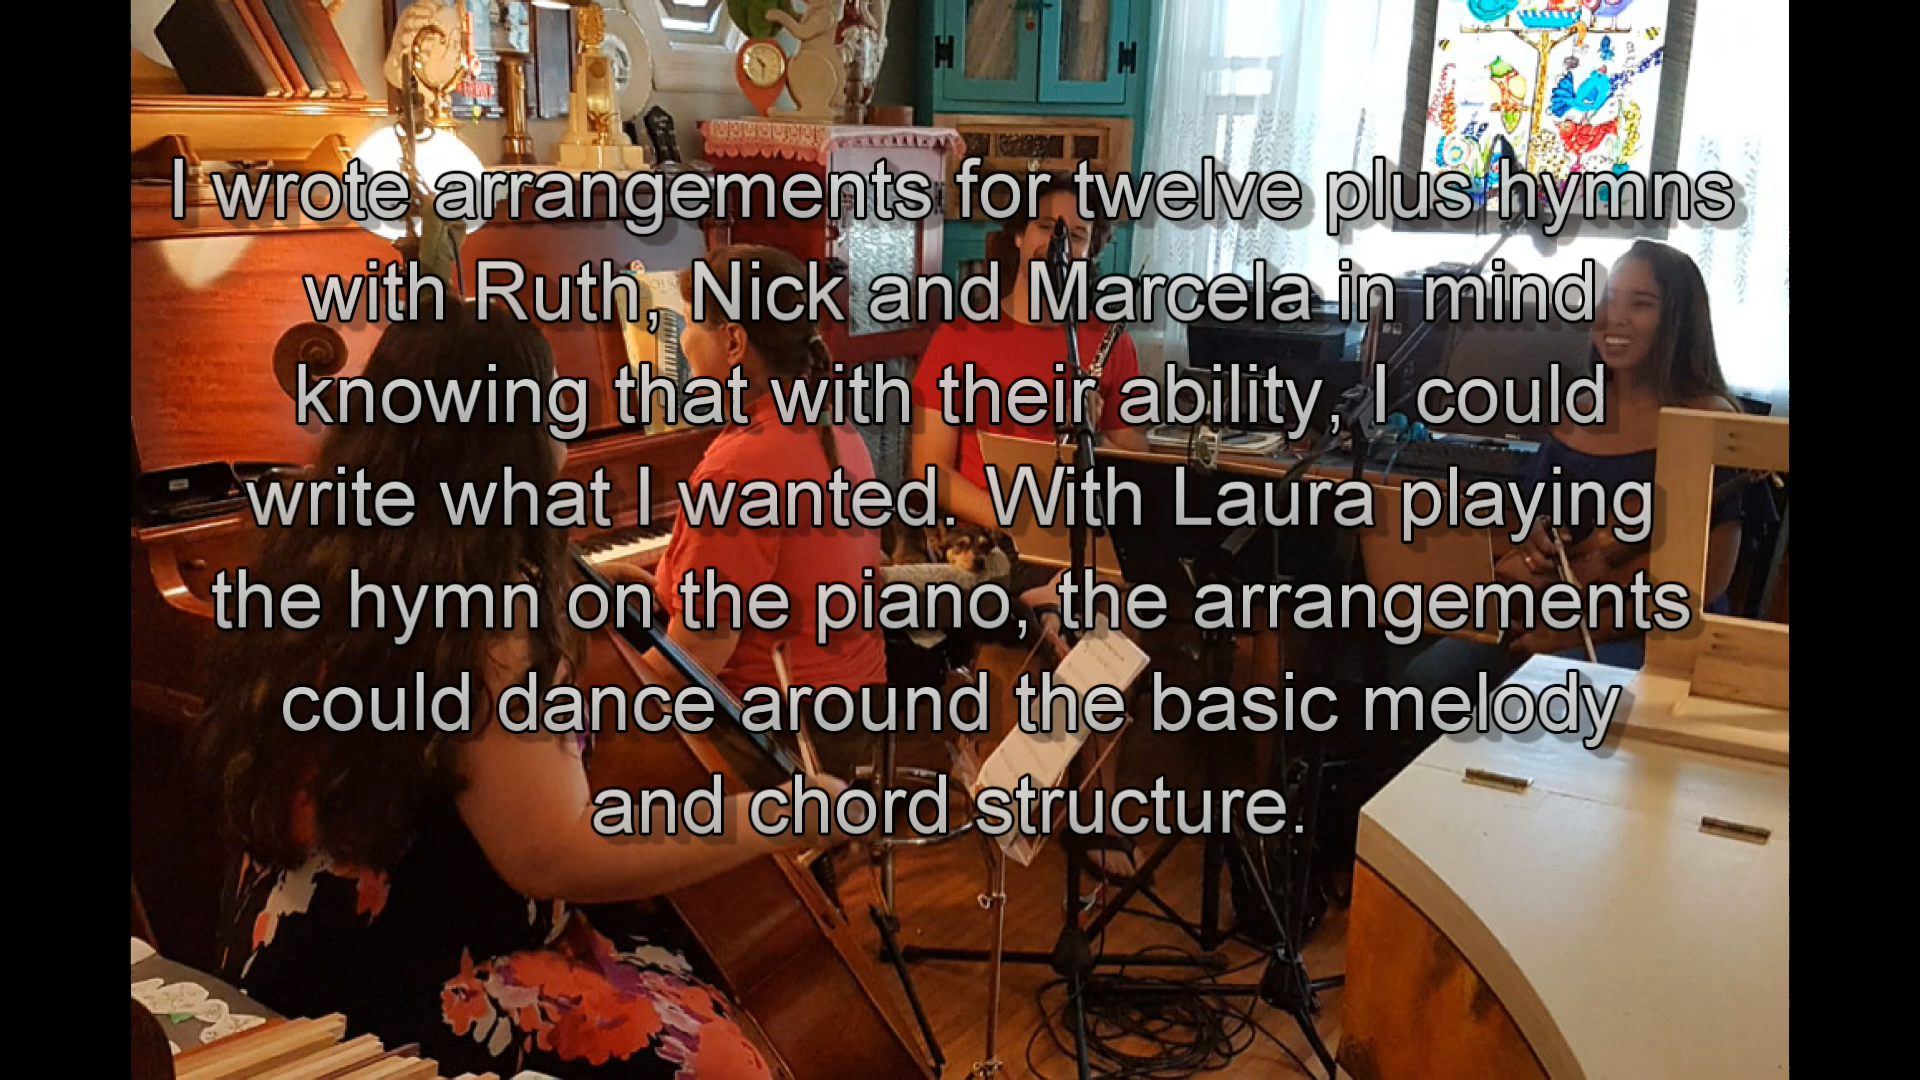 I wrote arrangements for twelve plus hymns
with Ruth, Nick and Marcela in mind
knowing that with their ability, I could
write what I wanted. With Laura playing
the hymn on the piano, the arrangements
could dance around the basic melody
and chord structure.